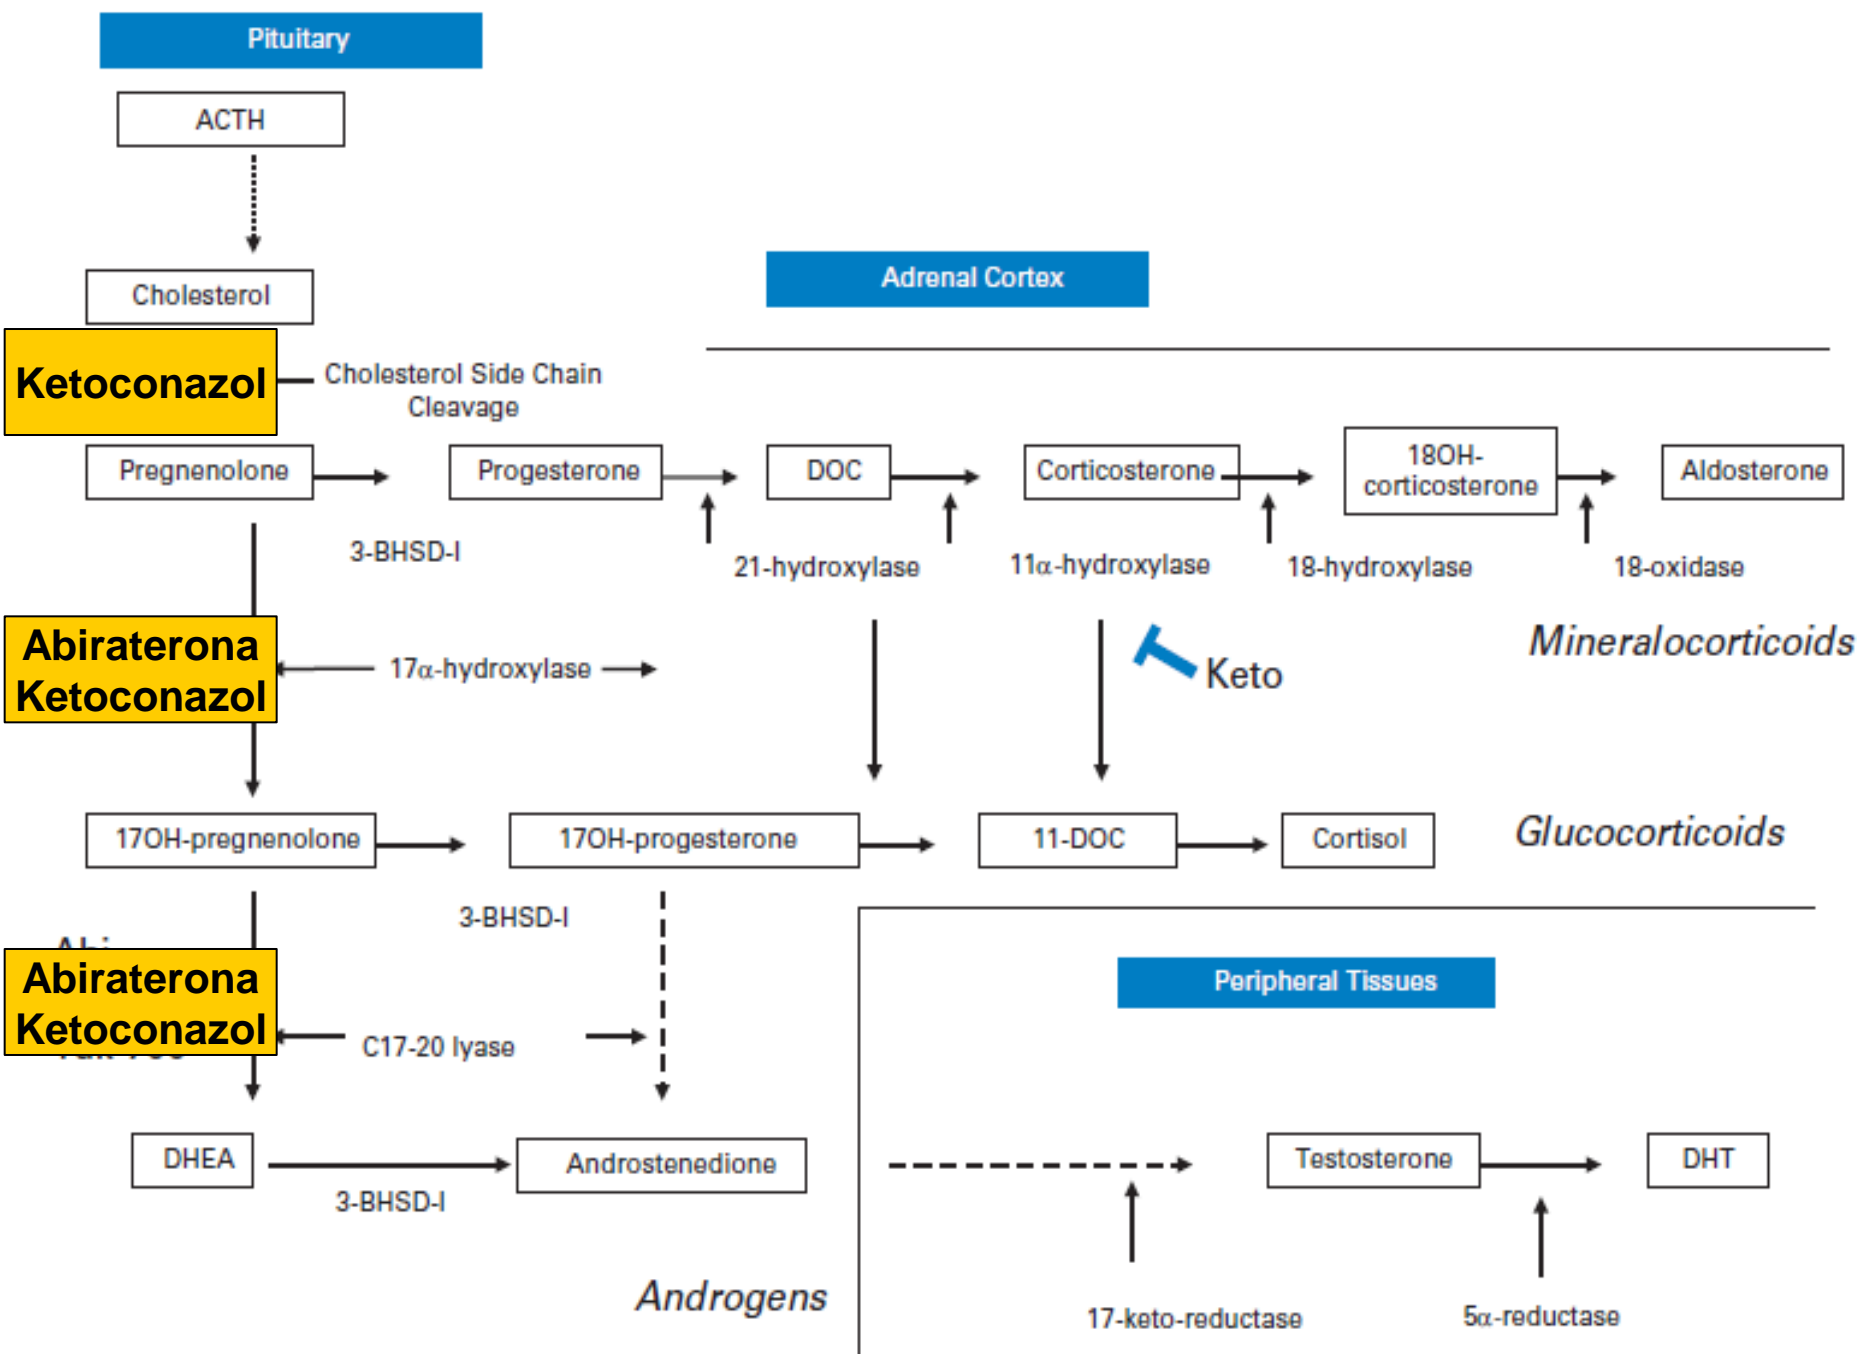 Pituitary
ACTH
Cholesterol
Adrenal Cortex
Ketoconazol
Cholesterol Side Chain
Cleavage
Pregnenolone
Progesterone
DOC
Corticosterone
18OH-
corticosterone
Aldosterone
3-BHSD-I
21-hydroxylase
11α-hydroxylase
18-hydroxylase
18-oxidase
Abiraterona
Ketoconazol
17α-hydroxylase
Keto
Mineralocorticoids
17OH-pregnenolone
17OH-progesterone
11-DOC
Cortisol
Glucocorticoids
3-BHSD-I
Abiraterona
Ketoconazol
C17-20 lyase
Peripheral Tissues
DHEA
3-BHSD-I
Androstenedione
Testosterone
DHT
Androgens
17-keto-reductase
5α-reductase